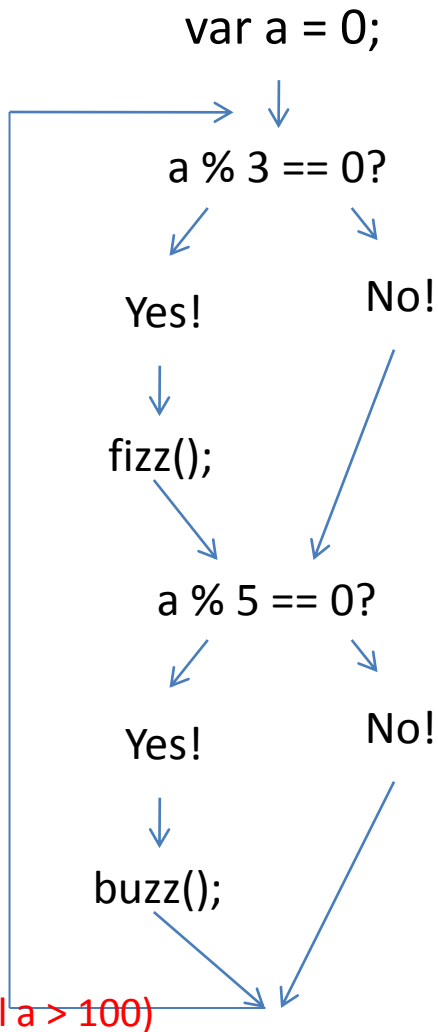 var a = 0;
a % 3 == 0?
Yes!
No!
fizz();
a % 5 == 0?
Yes!
No!
buzz();
a > 100)